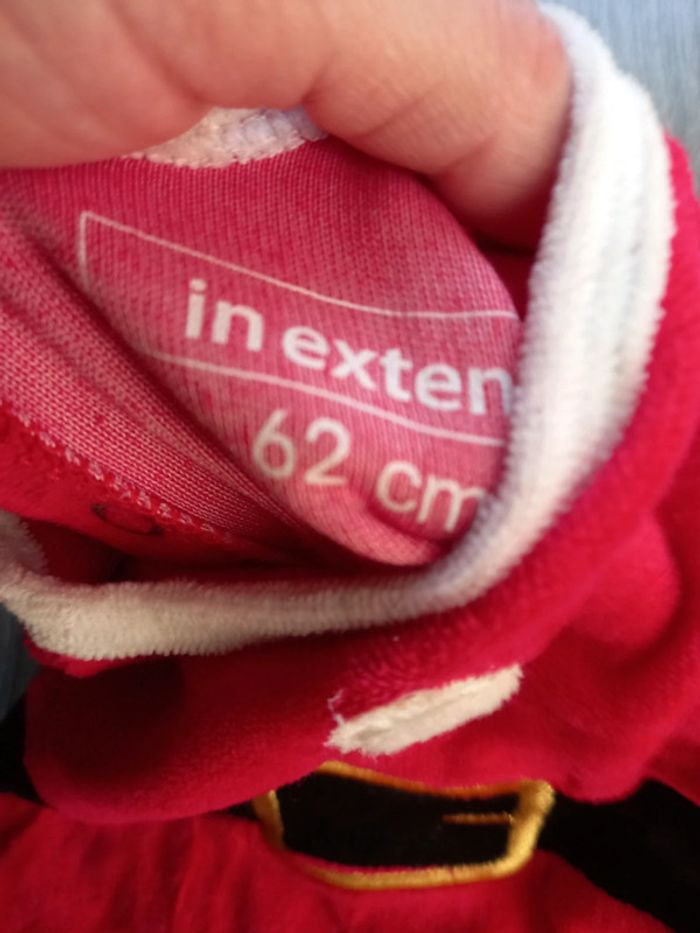 in exten
62 cm